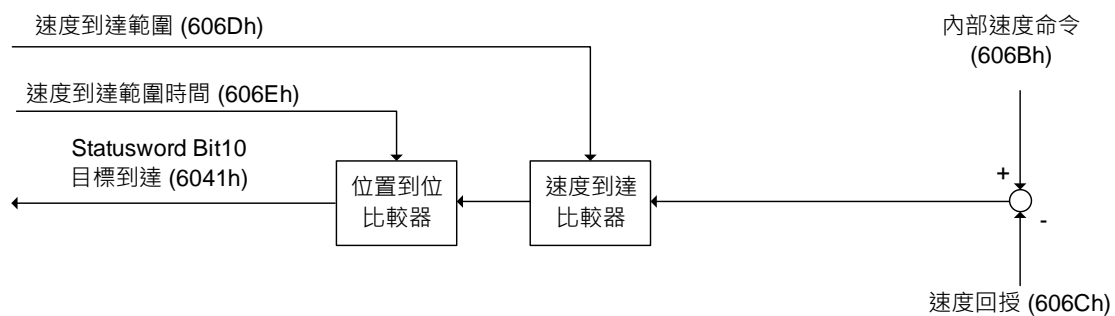 速度到達範圍 (606Dh)
內部速度命令
(606Bh)
速度到達範圍時間 (606Eh)
Statusword Bit10
目標到達 (6041h)
位置到位
比較器
速度到達
比較器
+
-
速度回授 (606Ch)